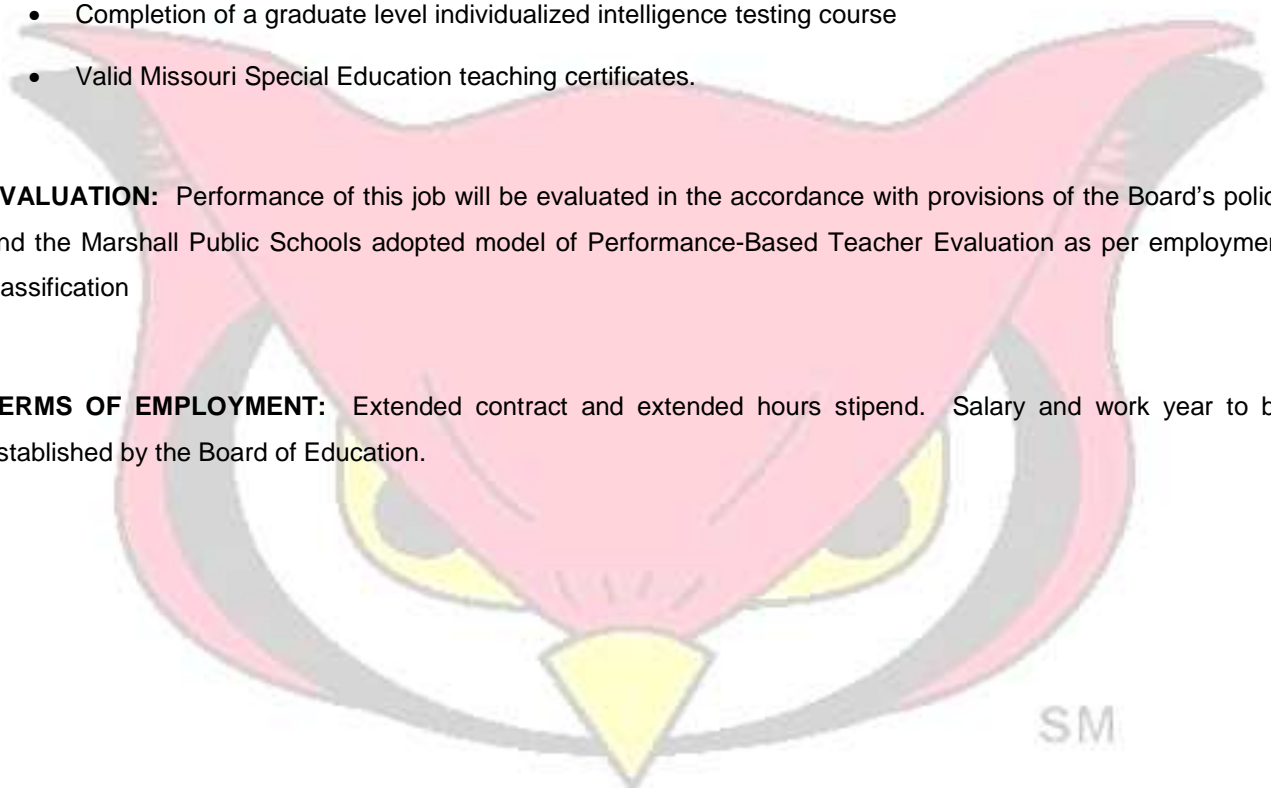 • Completion of a graduate level individualized intelligence testing course
• Valid Missouri Special Education teaching certificates.
VALUATION: Performance of this job will be evaluated in the accordance with provisions of the Board's polic
nd the Marshall Public Schools adopted model of Performance-Based Teacher Evaluation as per employmen
assification
ERMS OF EMPLOYMENT: Extended contract and extended hours stipend. Salary and work year to b
stablished by the Board of Education.
SM